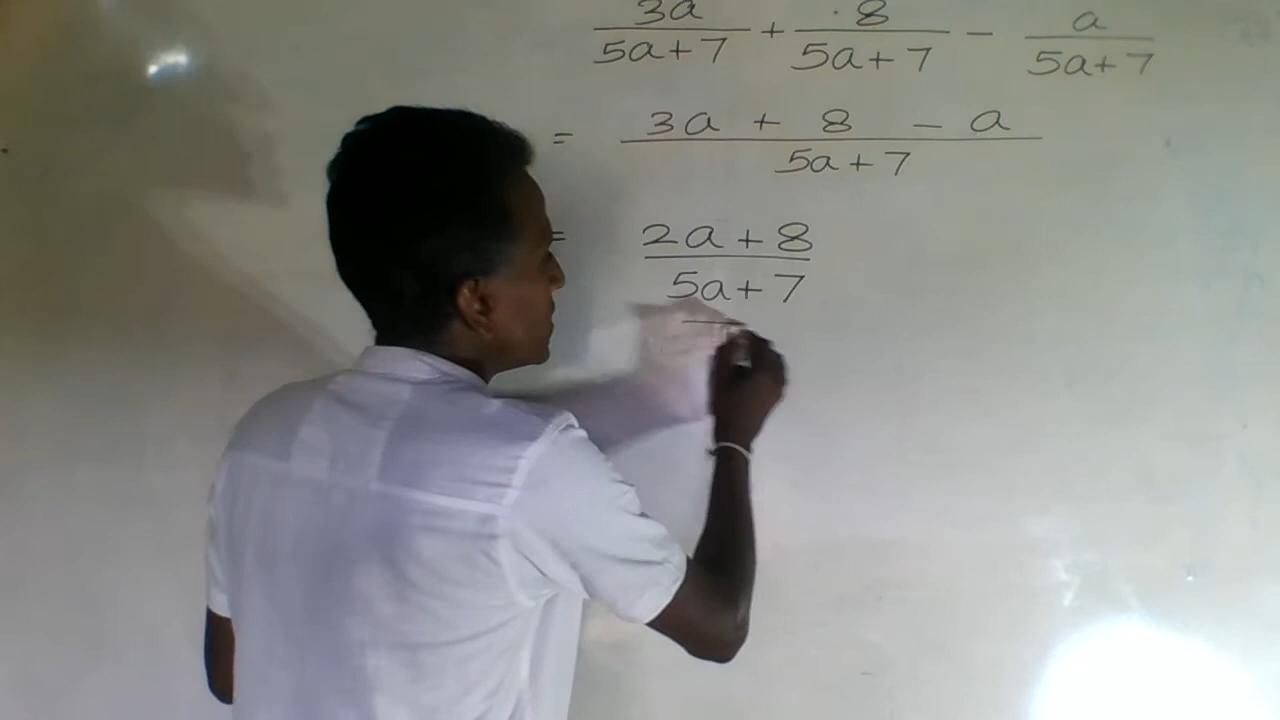 3a/5a+7 + 8/5a+7 - a/5a+7
= 3a + 8 - a/5a+7
= 2a+8/5a+7